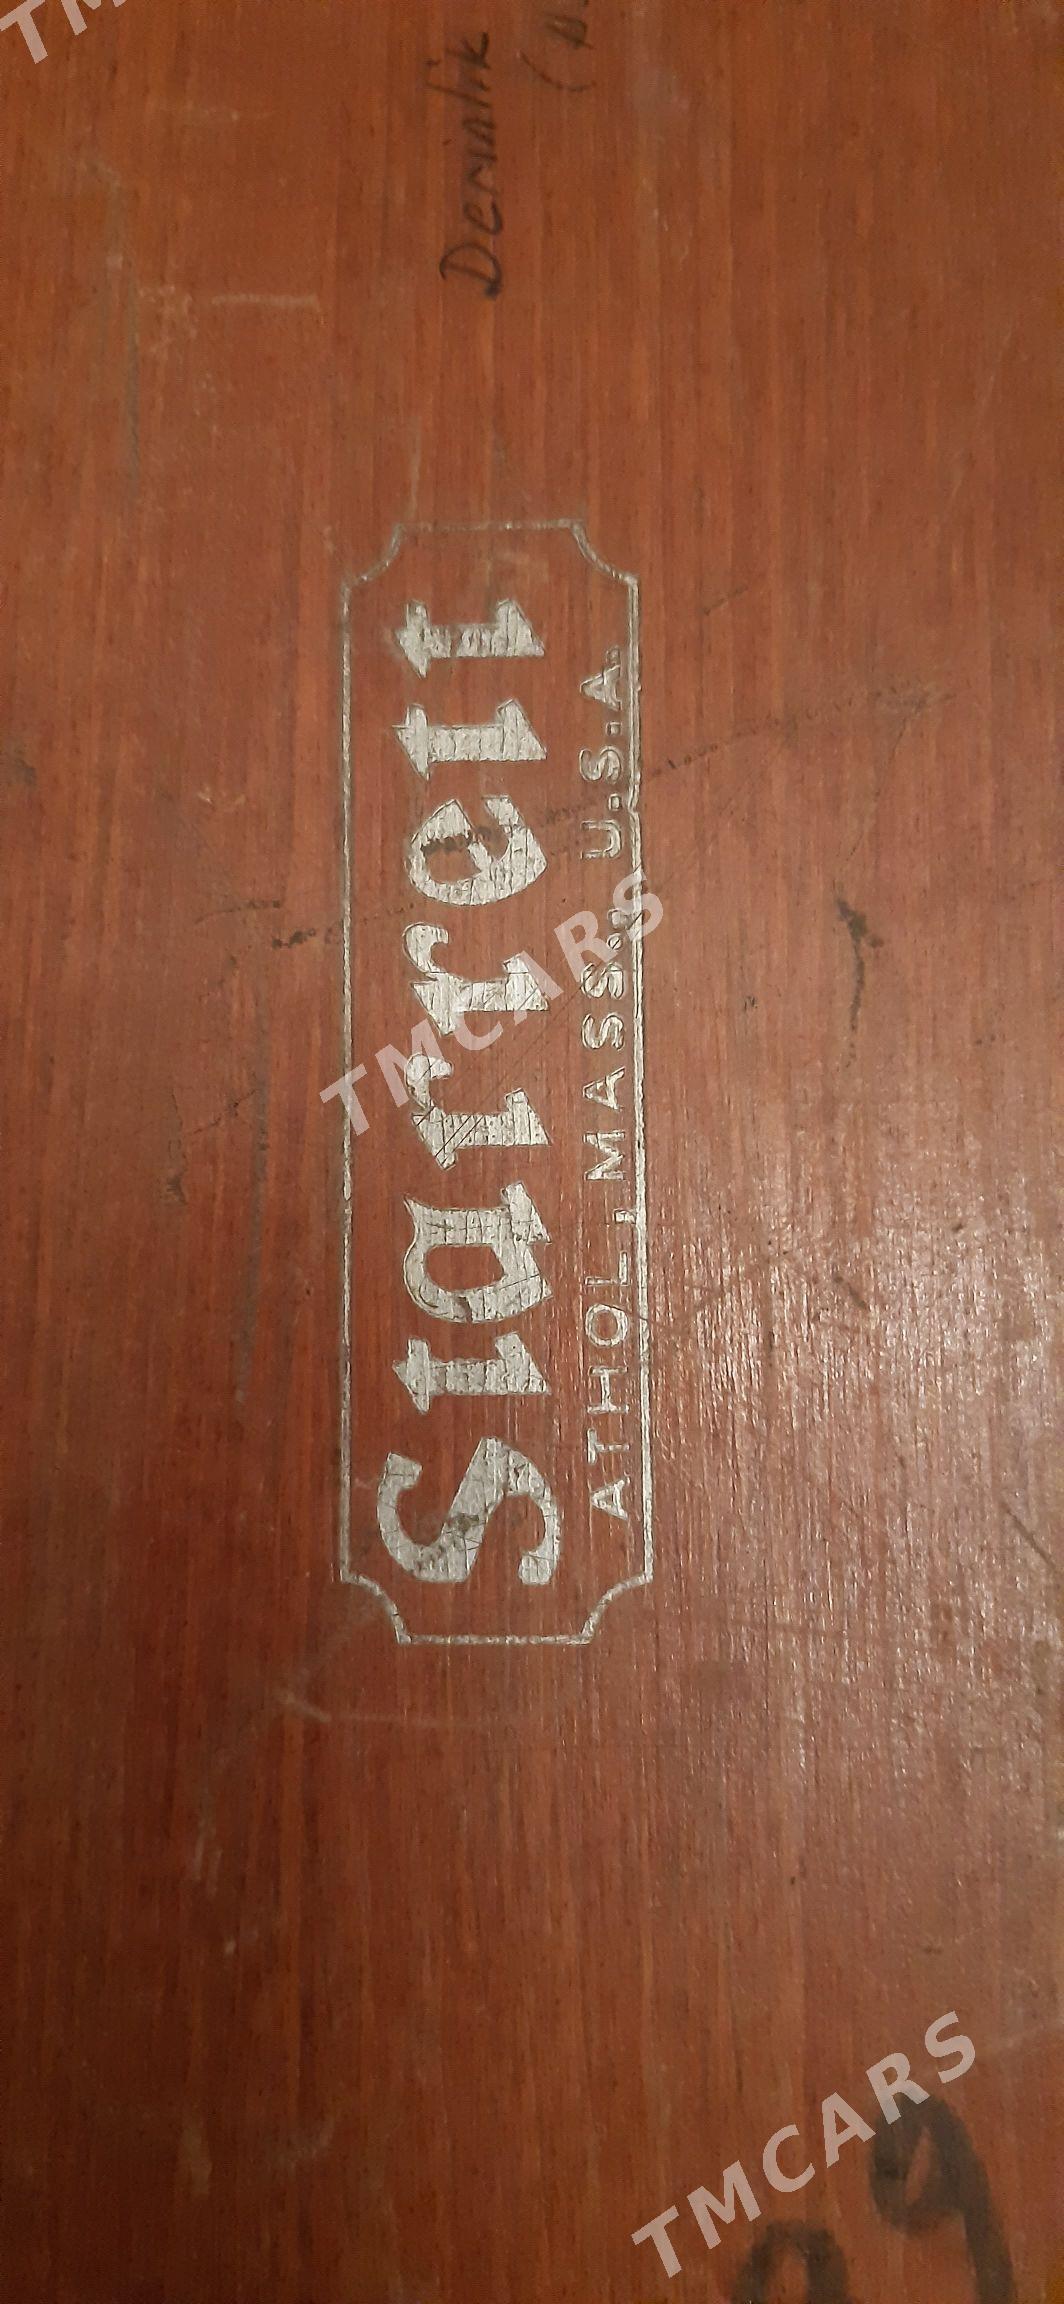 Starrett
ATHOL, MASS., U.S.A.
TMCARS
TMCARS